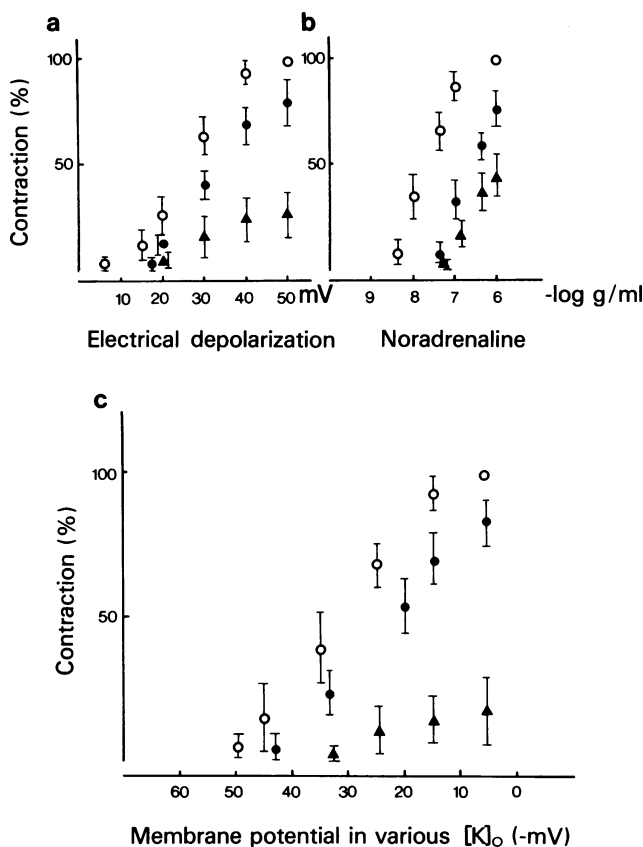 a
100
50
Contraction (%)
10 20 30 40 50 mV
Electrical depolarization
b
100
50
9 8 7 6 -log g/ml
Noradrenaline
c
100
50
Contraction (%)
60 50 40 30 20 10 0
Membrane potential in various [K]o (-mV)